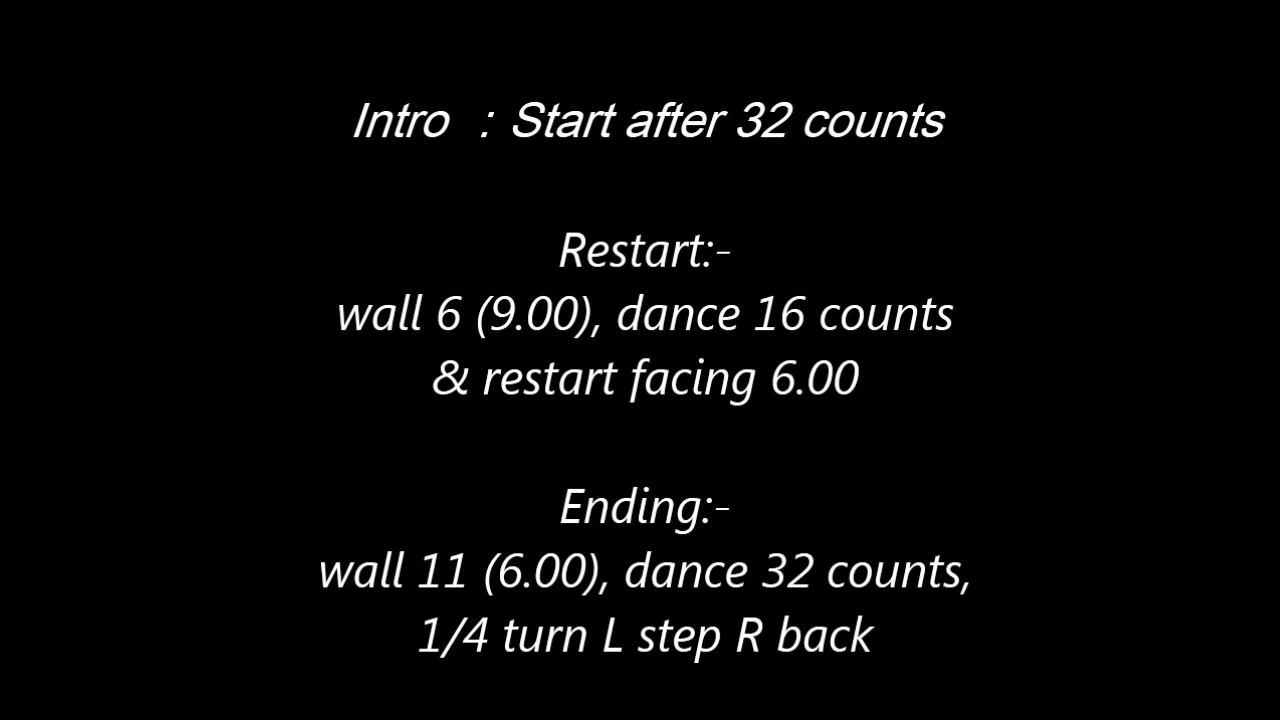 Intro : Start after 32 counts
Restart:-
wall 6 (9.00), dance 16 counts
& restart facing 6.00
Ending:-
wall 11 (6.00), dance 32 counts,
1/4 turn L step R back